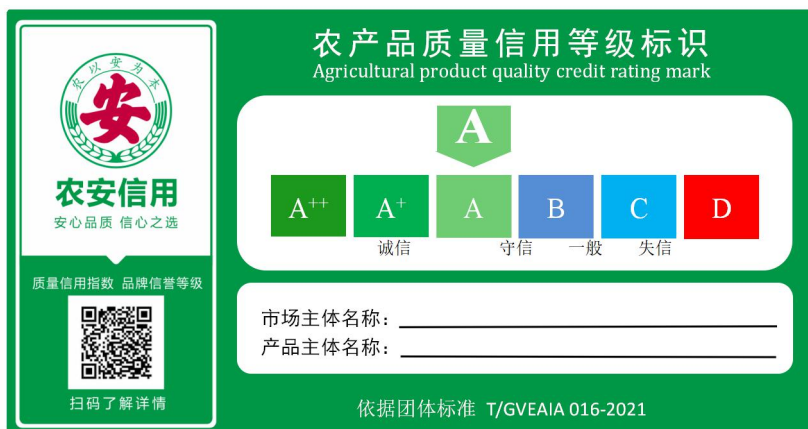 农以安为本
安
农安信用
安心品质 信心之选
质量信用指数 品牌信誉等级
扫码了解详情
农产品质量信用等级标识
Agricultural product quality credit rating mark
A
A++ A+ A B C D
诚信 守信 一般 失信
市场主体名称：
产品主体名称：
依据团体标准 T/GVEAIA 016-2021